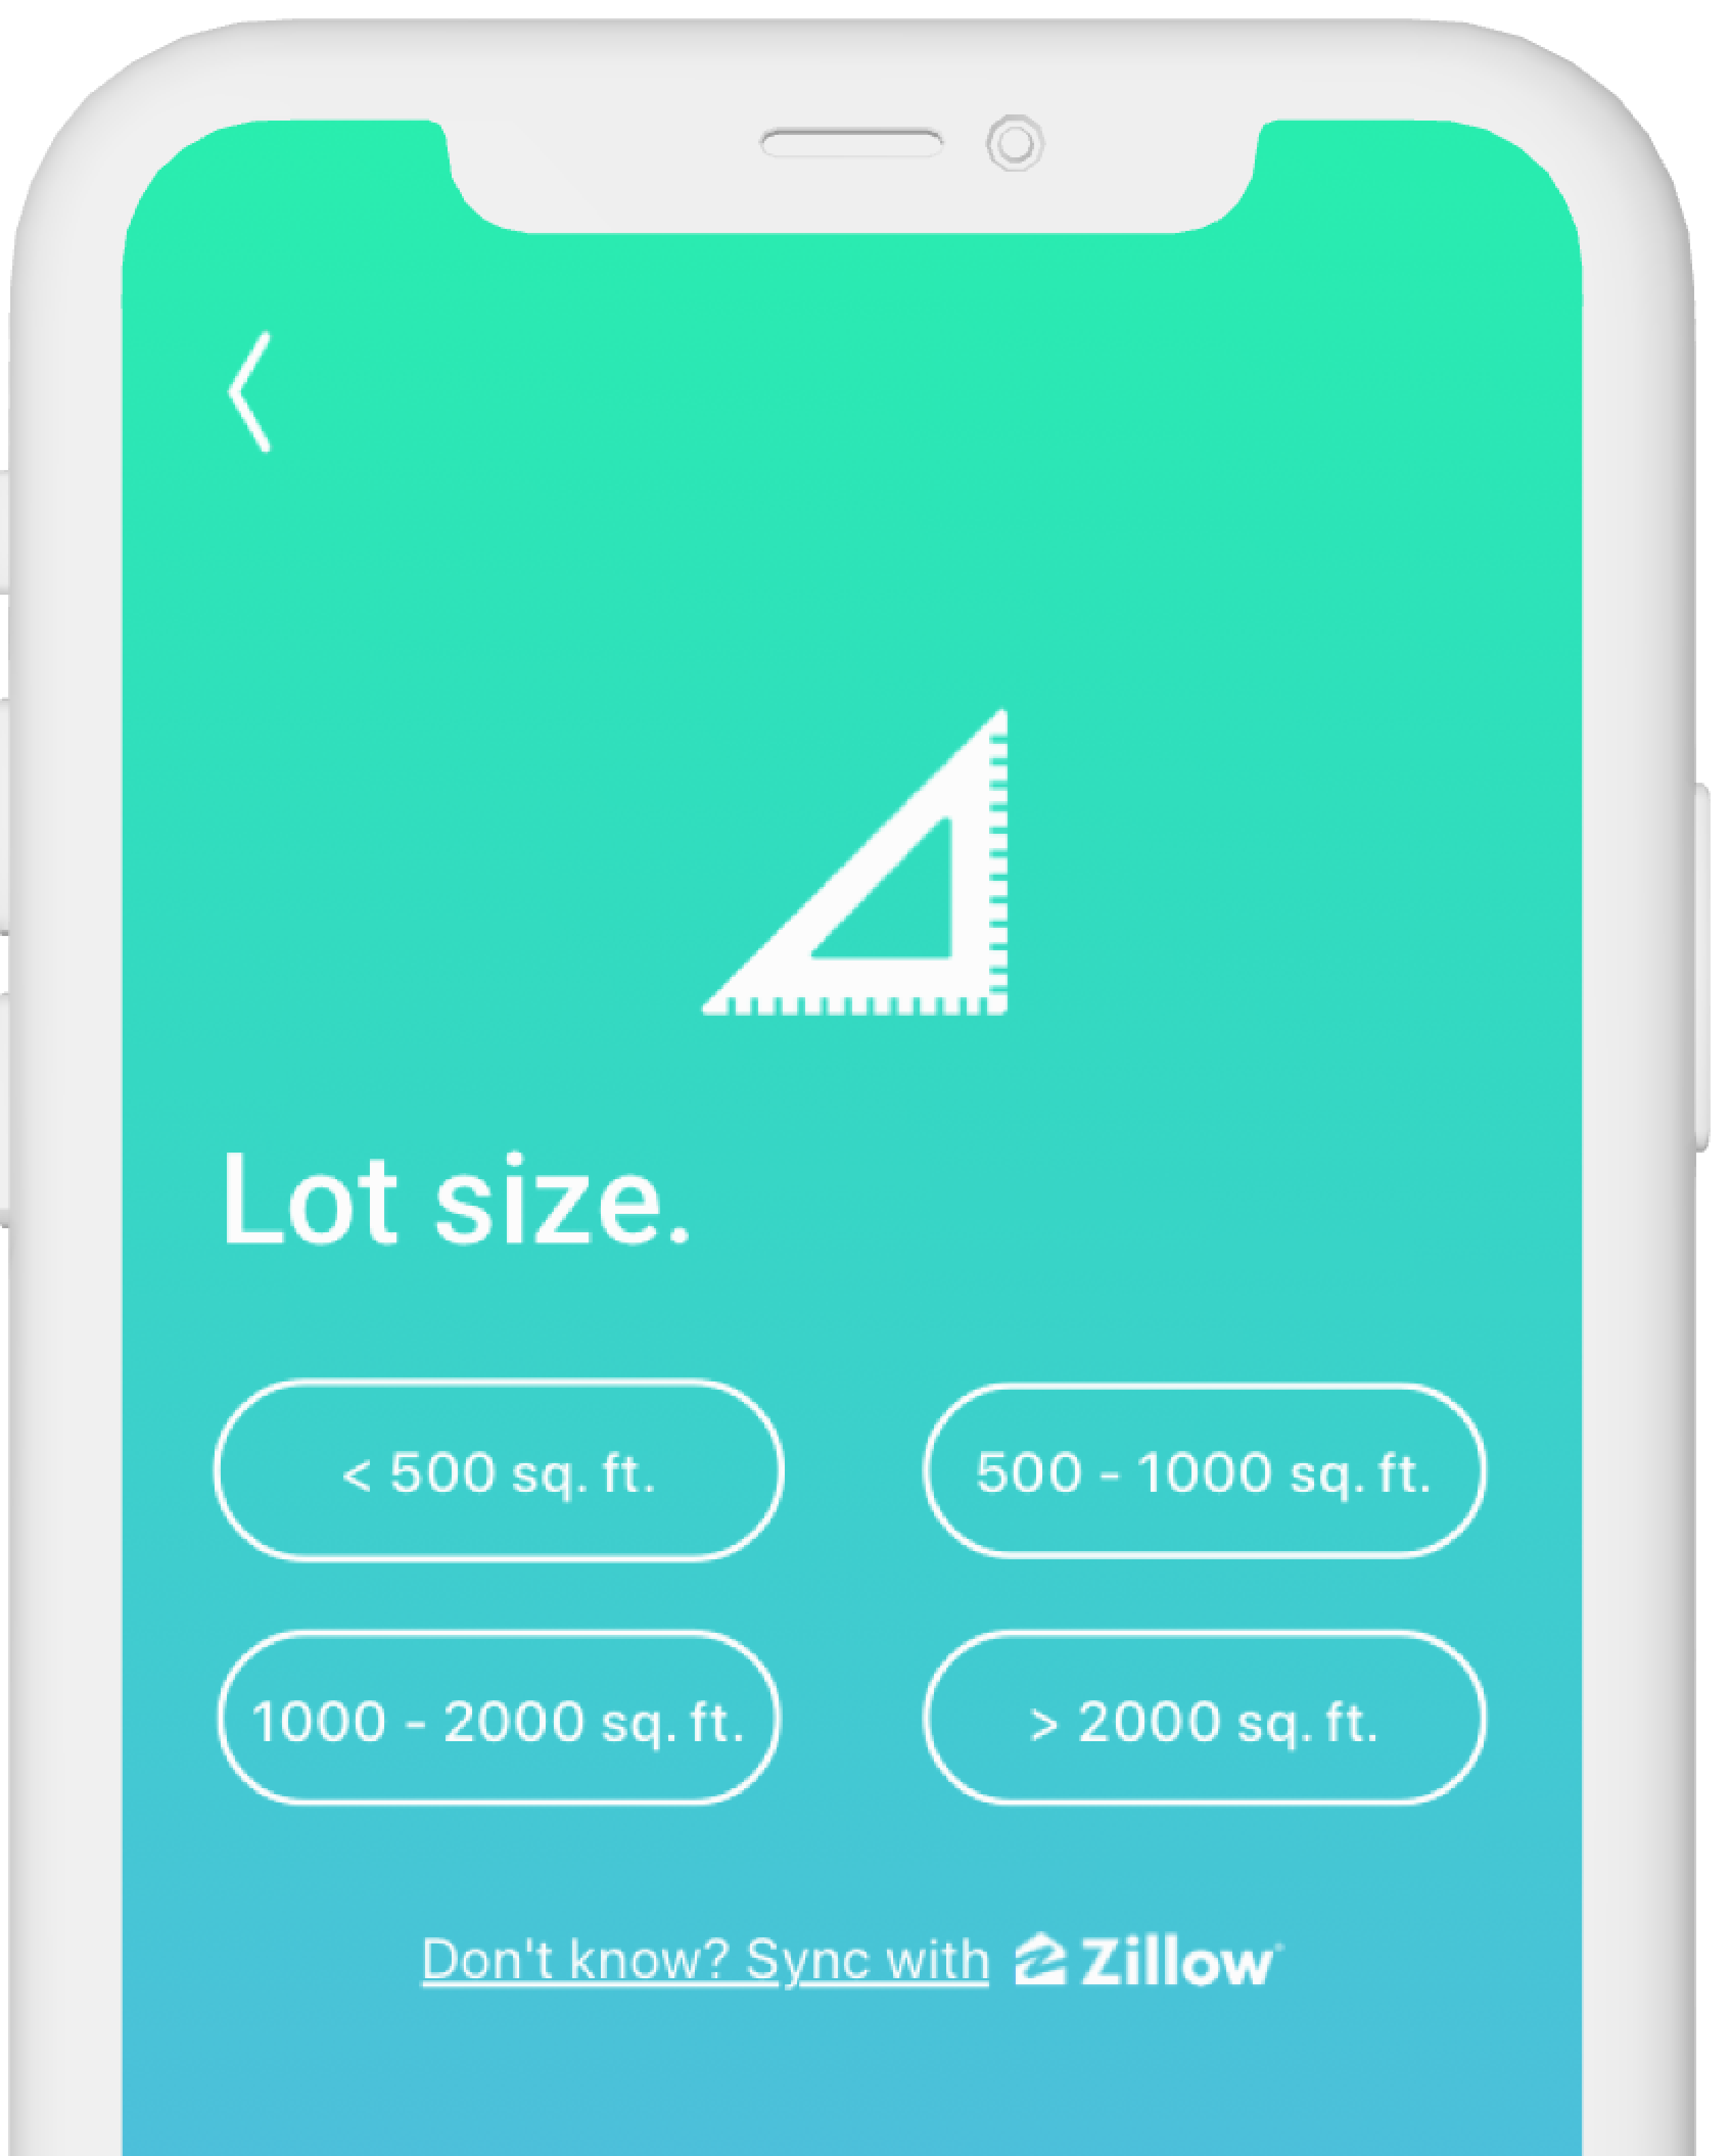 Lot size.
< 500 sq. ft.
500 - 1000 sq. ft.
1000 - 2000 sq. ft.
> 2000 sq. ft.
Don't know? Sync with Zillow